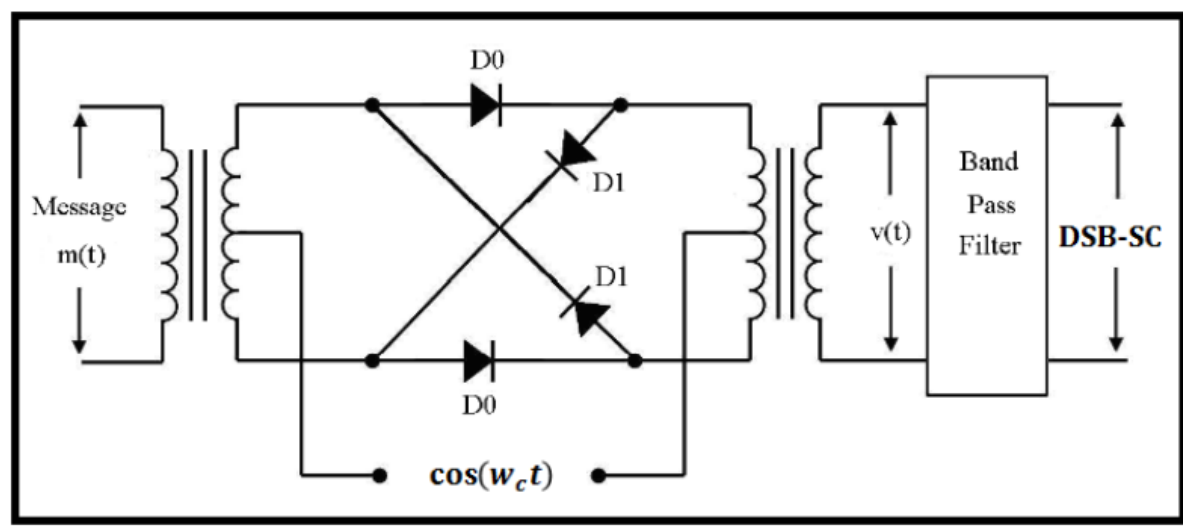 D0
D1
Message
m(t)
v(t)
Band
Pass
Filter
DSB-SC
D1
D0
cos(w_c t)